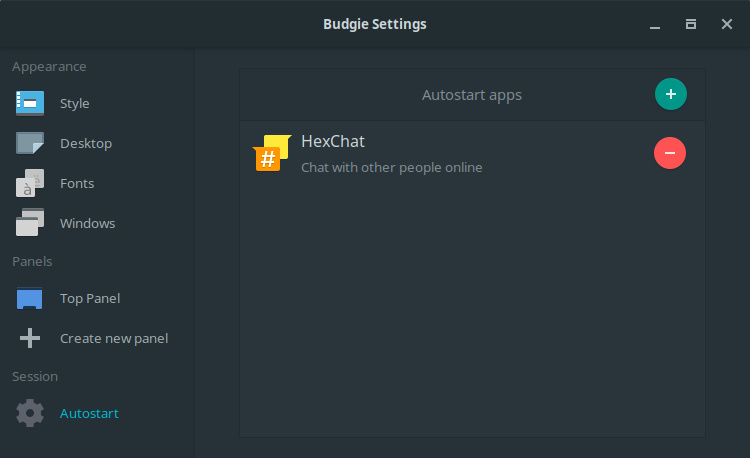 Budgie Settings
Appearance
Style
Desktop
Fonts
Windows
Panels
Top Panel
Create new panel
Session
Autostart
Autostart apps
HexChat
Chat with other people online